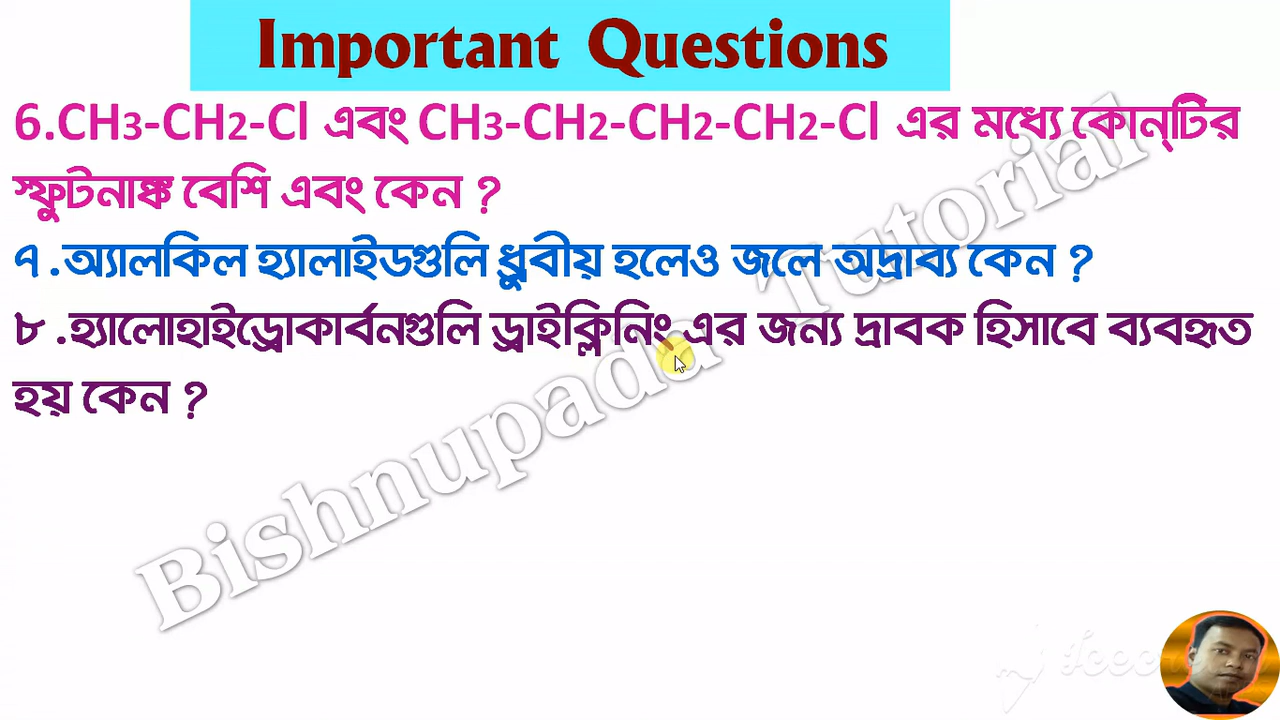 Important Questions
6.CH3-CH2-Cl এবং CH3-CH2-CH2-CH2-Cl এর মধ্যে কোন্‌টির
স্ফুটনাঙ্ক বেশি এবং কেন ?
৭.অ্যালকিল হ্যালাইডগুলি ধ্রুবীয় হলেও জলে অদ্রাব্য কেন ?
৮.হ্যালোহাইড্রোকার্বনগুলি ড্রাইক্লিনিং এর জন্য দ্রাবক হিসাবে ব্যবহৃত
হয় কেন ?
Bishnupada Tutorial